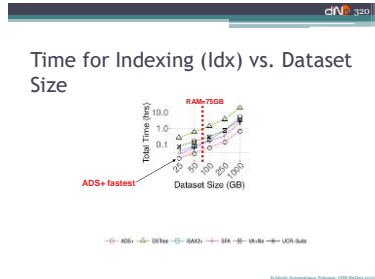 dNA 320
Time for Indexing (Idx) vs. Dataset
Size
RAM=75GB
Total Time (hrs)
10.0
1.0
0.1
ADS+ fastest
25 50 100 250 1000
Dataset Size (GB)
ADS+ DSTree iSAX2+ SFA VA+file UCR-Suite